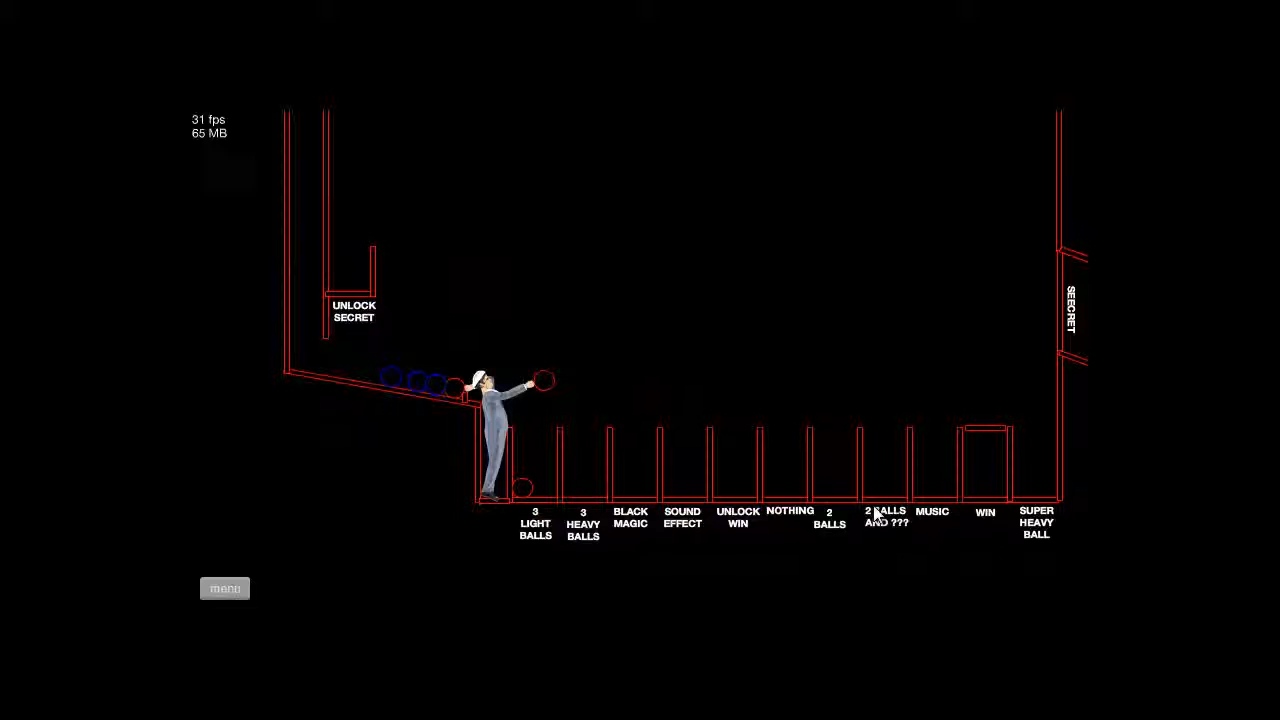 31 fps
65 MB
UNLOCK
SECRET
SEECRET
3
LIGHT
BALLS
3
HEAVY
BALLS
BLACK
MAGIC
SOUND
EFFECT
UNLOCK
WIN
NOTHING
2
BALLS
2 BALLS
AND ???
MUSIC
WIN
SUPER
HEAVY
BALL
menu